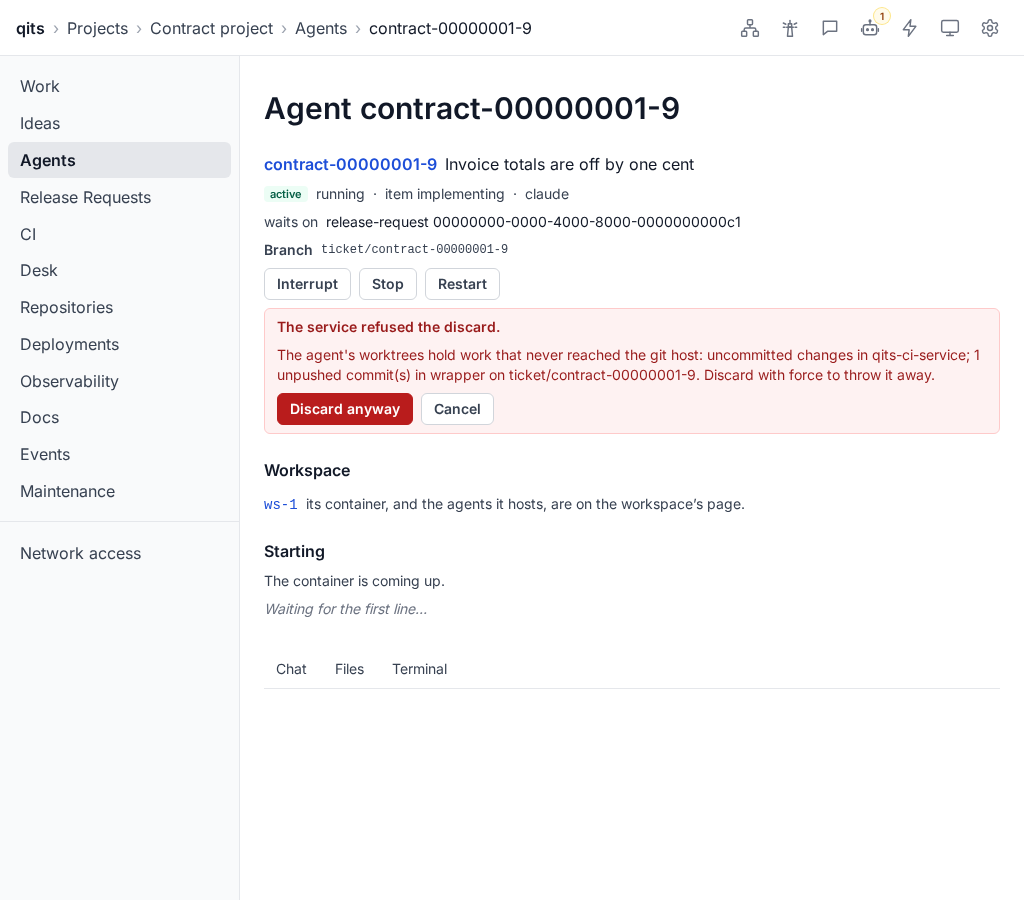 qits › Projects › Contract project › Agents › contract-00000001-9
1
Work
Ideas
Agents
Release Requests
CI
Desk
Repositories
Deployments
Observability
Docs
Events
Maintenance
Network access
Agent contract-00000001-9
contract-00000001-9 Invoice totals are off by one cent
active running · item implementing · claude
waits on release-request 00000000-0000-4000-8000-0000000000c1
Branch ticket/contract-00000001-9
Interrupt Stop Restart
The service refused the discard.
The agent's worktrees hold work that never reached the git host: uncommitted changes in qits-ci-service; 1
unpushed commit(s) in wrapper on ticket/contract-00000001-9. Discard with force to throw it away.
Discard anyway Cancel
Workspace
ws-1 its container, and the agents it hosts, are on the workspace’s page.
Starting
The container is coming up.
Waiting for the first line…
Chat Files Terminal